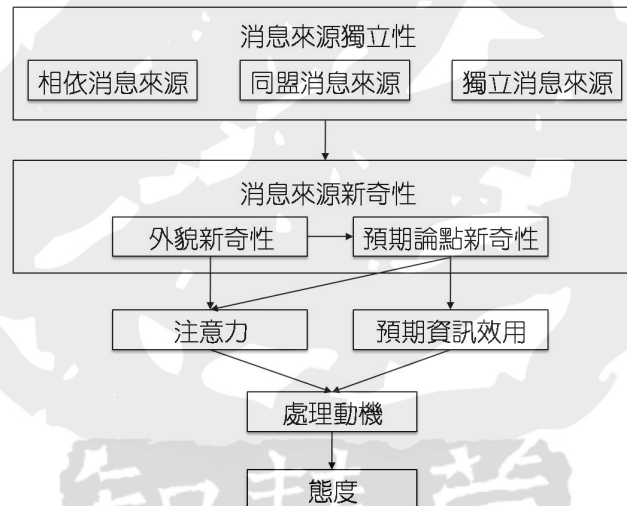 消息來源獨立性
相依消息來源 同盟消息來源 獨立消息來源
消息來源新奇性
外貌新奇性 預期論點新奇性
注意力 預期資訊效用
處理動機
態度